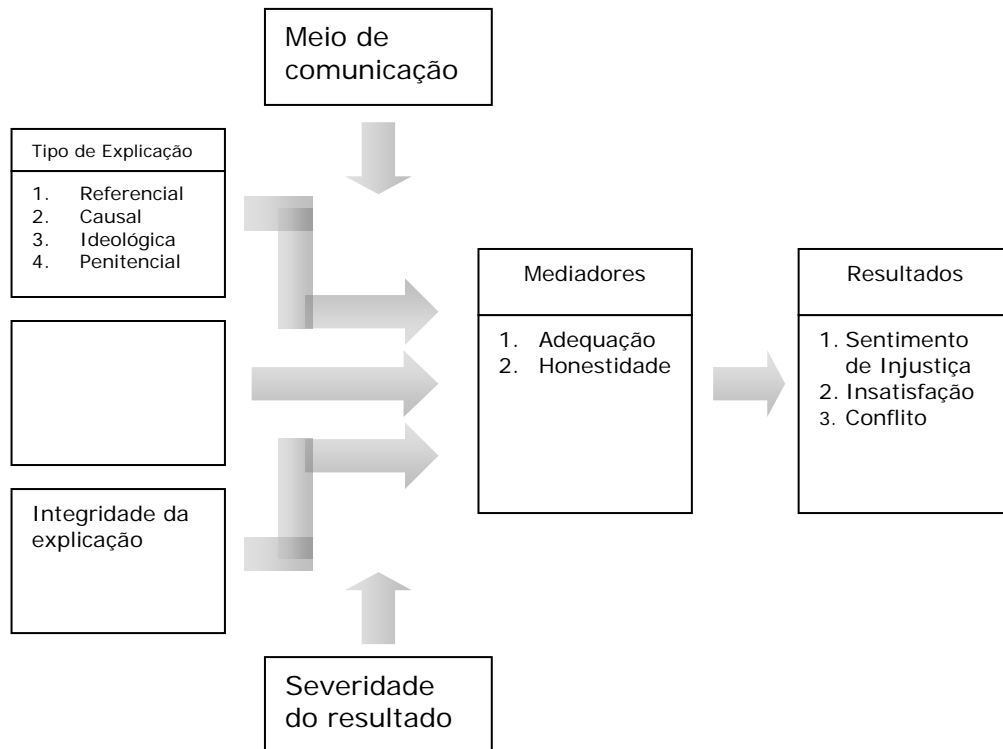 Meio de
comunicação
Tipo de Explicação
1. Referencial
2. Causal
3. Ideológica
4. Penitencial
Integridade da
explicação
Mediadores
1. Adequação
2. Honestidade
Resultados
1. Sentimento
de Injustiça
2. Insatisfação
3. Conflito
Severidade
do resultado